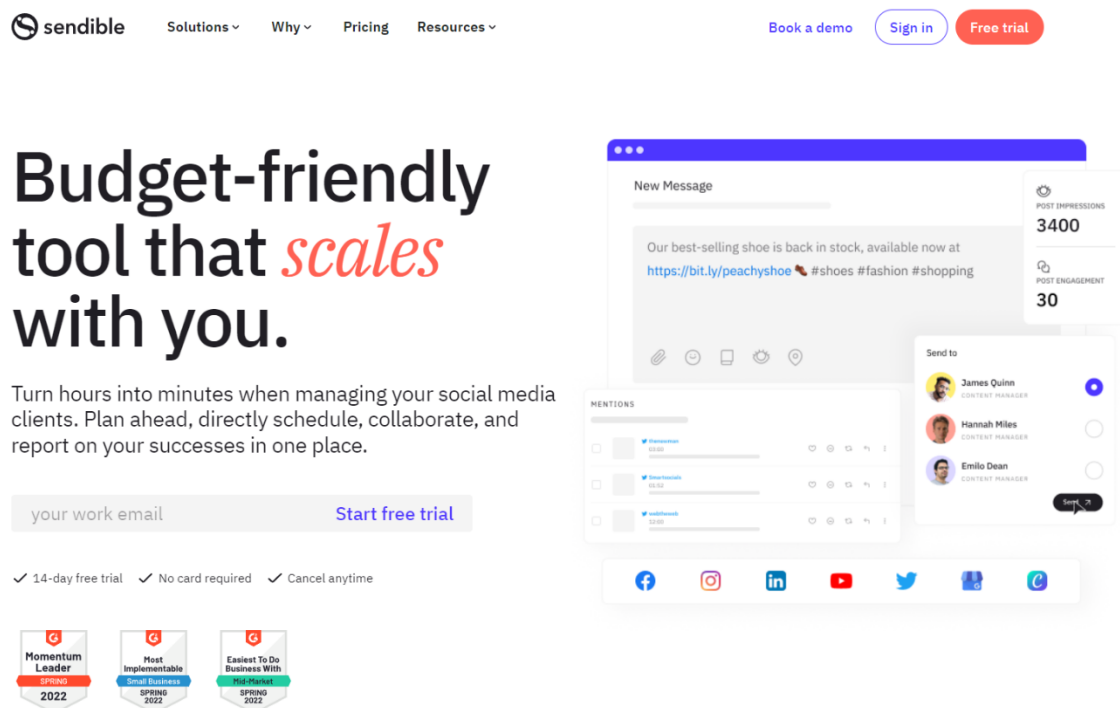 sendible
Solutions
Why
Pricing
Resources
Book a demo
Sign in
Free trial
Budget-friendly
tool that scales
with you.
Turn hours into minutes when managing your social media
clients. Plan ahead, directly schedule, collaborate, and
report on your successes in one place.
your work email
Start free trial
14-day free trial
No card required
Cancel anytime
Momentum
Leader
SPRING
2022
Most
Implementable
Small Business
SPRING
2022
Easiest To Do
Business With
Mid-Market
SPRING
2022
New Message
Our best-selling shoe is back in stock, available now at
https://bit.ly/peachyshoe #shoes #fashion #shopping
POST IMPRESSIONS
3400
POST ENGAGEMENT
30
MENTIONS
03:60
Smartsocials
01:52
Send to
James Quinn
CONTENT MANAGER
Hannah Miles
CONTENT MANAGER
Emilo Dean
CONTENT MANAGER
Send
in